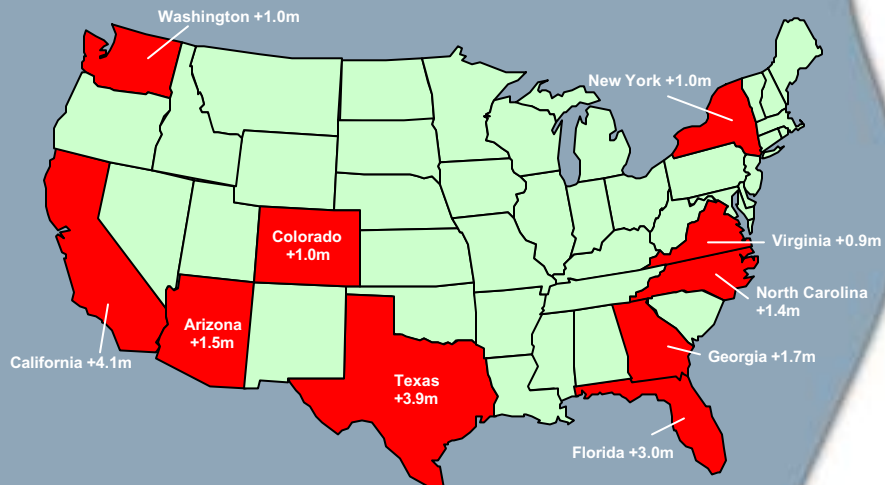 Washington +1.0m
New York +1.0m
Colorado
+1.0m
Virginia +0.9m
North Carolina
+1.4m
Arizona
+1.5m
California +4.1m
Georgia +1.7m
Texas
+3.9m
Florida +3.0m